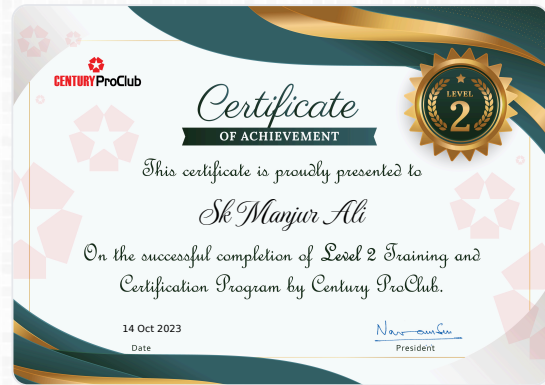 CENTURY ProClub
Certificate
OF ACHIEVEMENT
LEVEL
2
This certificate is proudly presented to
Sk Manjur Ali
On the successful completion of Level 2 Training and
Certification Program by Century ProClub.
14 Oct 2023
Date
President